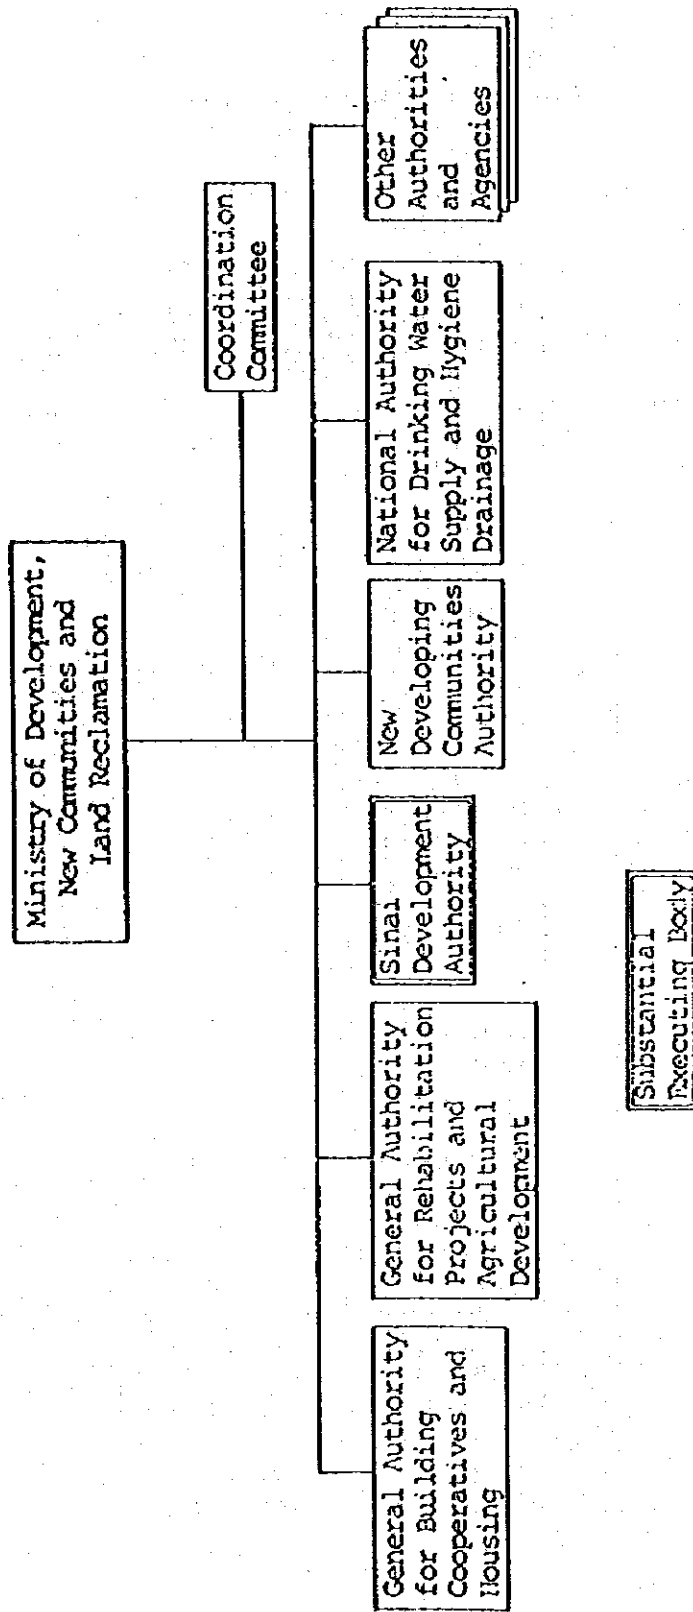 Ministry of Development,
New Communities and
Land Reclamation
Coordination
Committee
General Authority
for Building
Cooperatives and
Housing
General Authority
for Rehabilitation
Projects and
Agricultural
Development
Sinai
Development
Authority
New
Developing
Communities
Authority
National Authority
for Drinking Water
Supply and Hygiene
Drainage
Other
Authorities
and
Agencies
Substantial
Executing Body